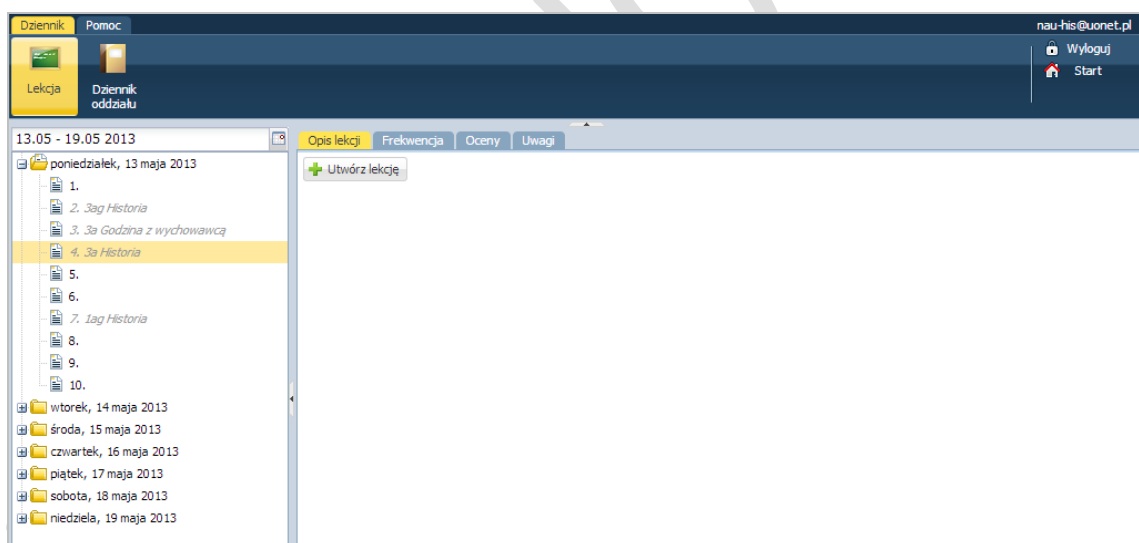 Dziennik Pomoc nau-his@uonet.pl
Lekcja Dziennik oddziału
Wyloguj
Start
13.05 - 19.05 2013
Opis lekcji Frekwencja Oceny Uwagi
Utwórz lekcję
poniedziałek, 13 maja 2013
1.
2. 3ag Historia
3. 3a Godzina z wychowawcą
4. 3a Historia
5.
6.
7. 1ag Historia
8.
9.
10.
wtorek, 14 maja 2013
środa, 15 maja 2013
czwartek, 16 maja 2013
piątek, 17 maja 2013
sobota, 18 maja 2013
niedziela, 19 maja 2013